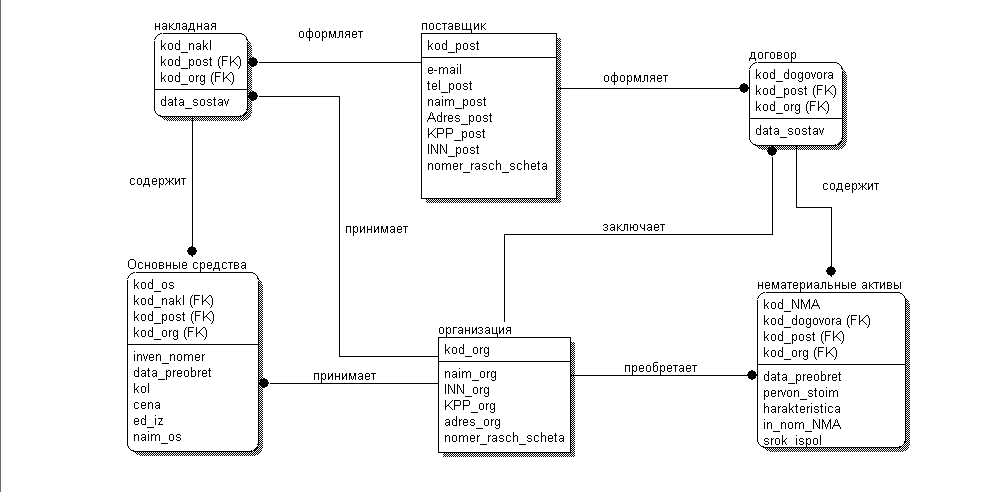 накладная
kod_nakl
kod_post (FK)
kod_org (FK)
data_sostav
оформляет
поставщик
kod_post
e-mail
tel_post
naim_post
Adres_post
KPP_post
INN_post
nomer_rasch_scheta
оформляет
договор
kod_dogovora
kod_post (FK)
kod_org (FK)
data_sostav
содержит
принимает
заключает
содержит
Основные средства
kod_os
kod_nakl (FK)
kod_post (FK)
kod_org (FK)
inven_nomer
data_preobret
kol
cena
ed_iz
naim_os
принимает
организация
kod_org
naim_org
INN_org
KPP_org
adres_org
nomer_rasch_scheta
преобретает
нематериальные активы
kod_NMA
kod_dogovora (FK)
kod_post (FK)
kod_org (FK)
data_preobret
pervon_stoim
harakteristica
in_nom_NMA
srok_ispol